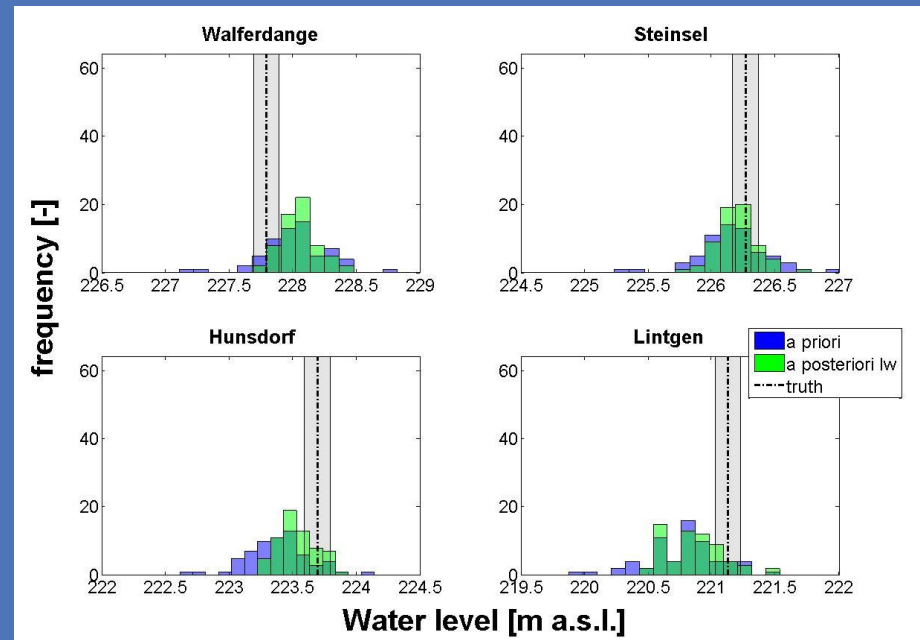 Walferdange
60
40
20
0
226.5 227 227.5 228 228.5 229
Steinsel
60
40
20
0
224.5 225 225.5 226 226.5 227
frequency [-]
Hunsdorf
60
40
20
0
222 222.5 223 223.5 224 224.5
Lintgen
60
40
20
0
219.5 220 220.5 221 221.5 222
a priori
a posteriori lw
truth
Water level [m a.s.l.]